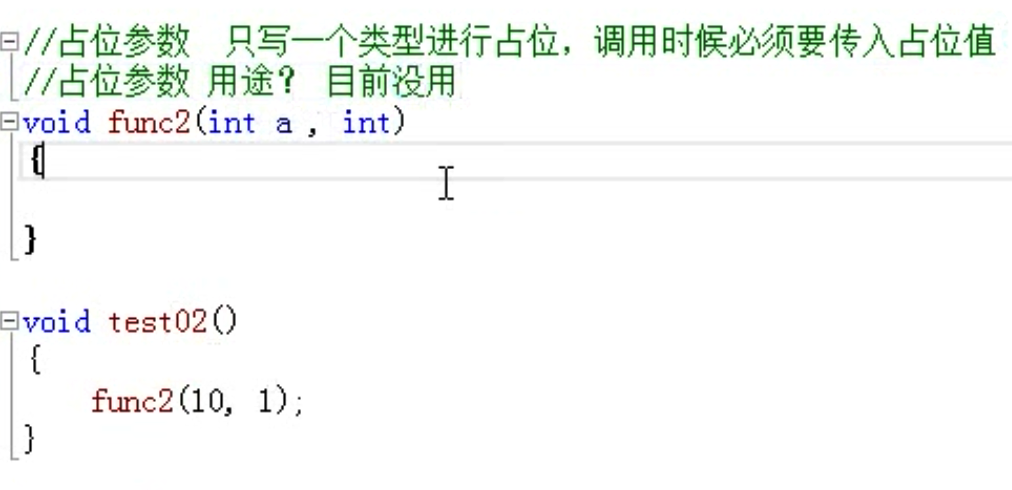 //占位参数  只写一个类型进行占位，调用时候必须要传入占位值
//占位参数 用途？ 目前没用
void func2(int a , int)
{
}
void test02()
{
    func2(10, 1);
}